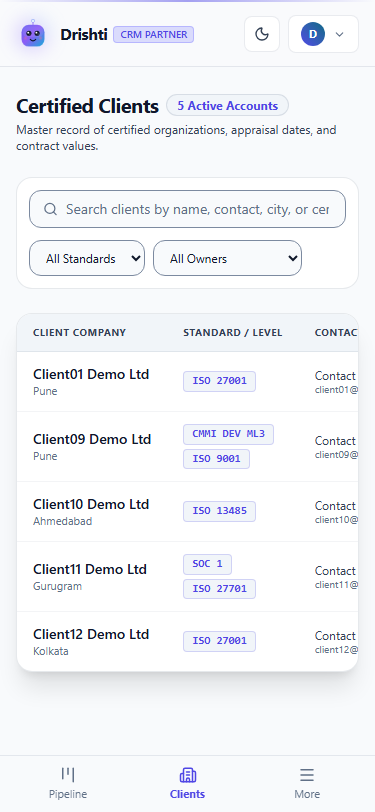 Drishti CRM PARTNER D
Certified Clients 5 Active Accounts
Master record of certified organizations, appraisal dates, and
contract values.
Search clients by name, contact, city, or cer
All Standards All Owners
CLIENT COMPANY STANDARD / LEVEL CONTAC
Client01 Demo Ltd
Pune
ISO 27001
Contact
client01@
Client09 Demo Ltd
Pune
CMMI DEV ML3
ISO 9001
Contact
client09@
Client10 Demo Ltd
Ahmedabad
ISO 13485
Contact
client10@
Client11 Demo Ltd
Gurugram
SOC 1
ISO 27701
Contact
client11@
Client12 Demo Ltd
Kolkata
ISO 27001
Contact
client12@
Pipeline Clients More